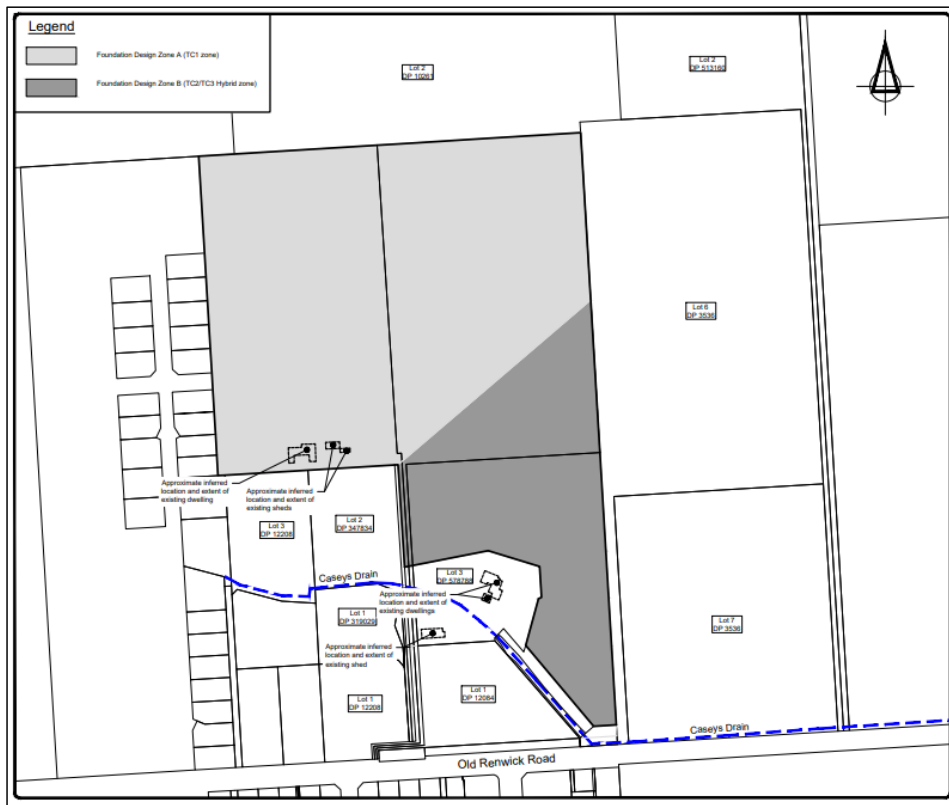 Legend
Foundation Design Zone A (TC1 zone)
Foundation Design Zone B (TC2/TC3 Hybrid zone)
Lot 2
DP 10281
Lot 2
DP 513160
Lot 6
DP 3536
Approximate inferred
location and extent of
existing dwelling
Approximate inferred
location and extent of
existing sheds
Lot 3
DP 12208
Lot 2
DP 347834
Caseys Drain
Lot 3
DP 578788
Approximate inferred
location and extent of
existing dwellings
Lot 1
DP 319029
Approximate inferred
location and extent of
existing shed
Lot 7
DP 3536
Lot 1
DP 12208
Lot 1
DP 12084
Caseys Drain
Old Renwick Road